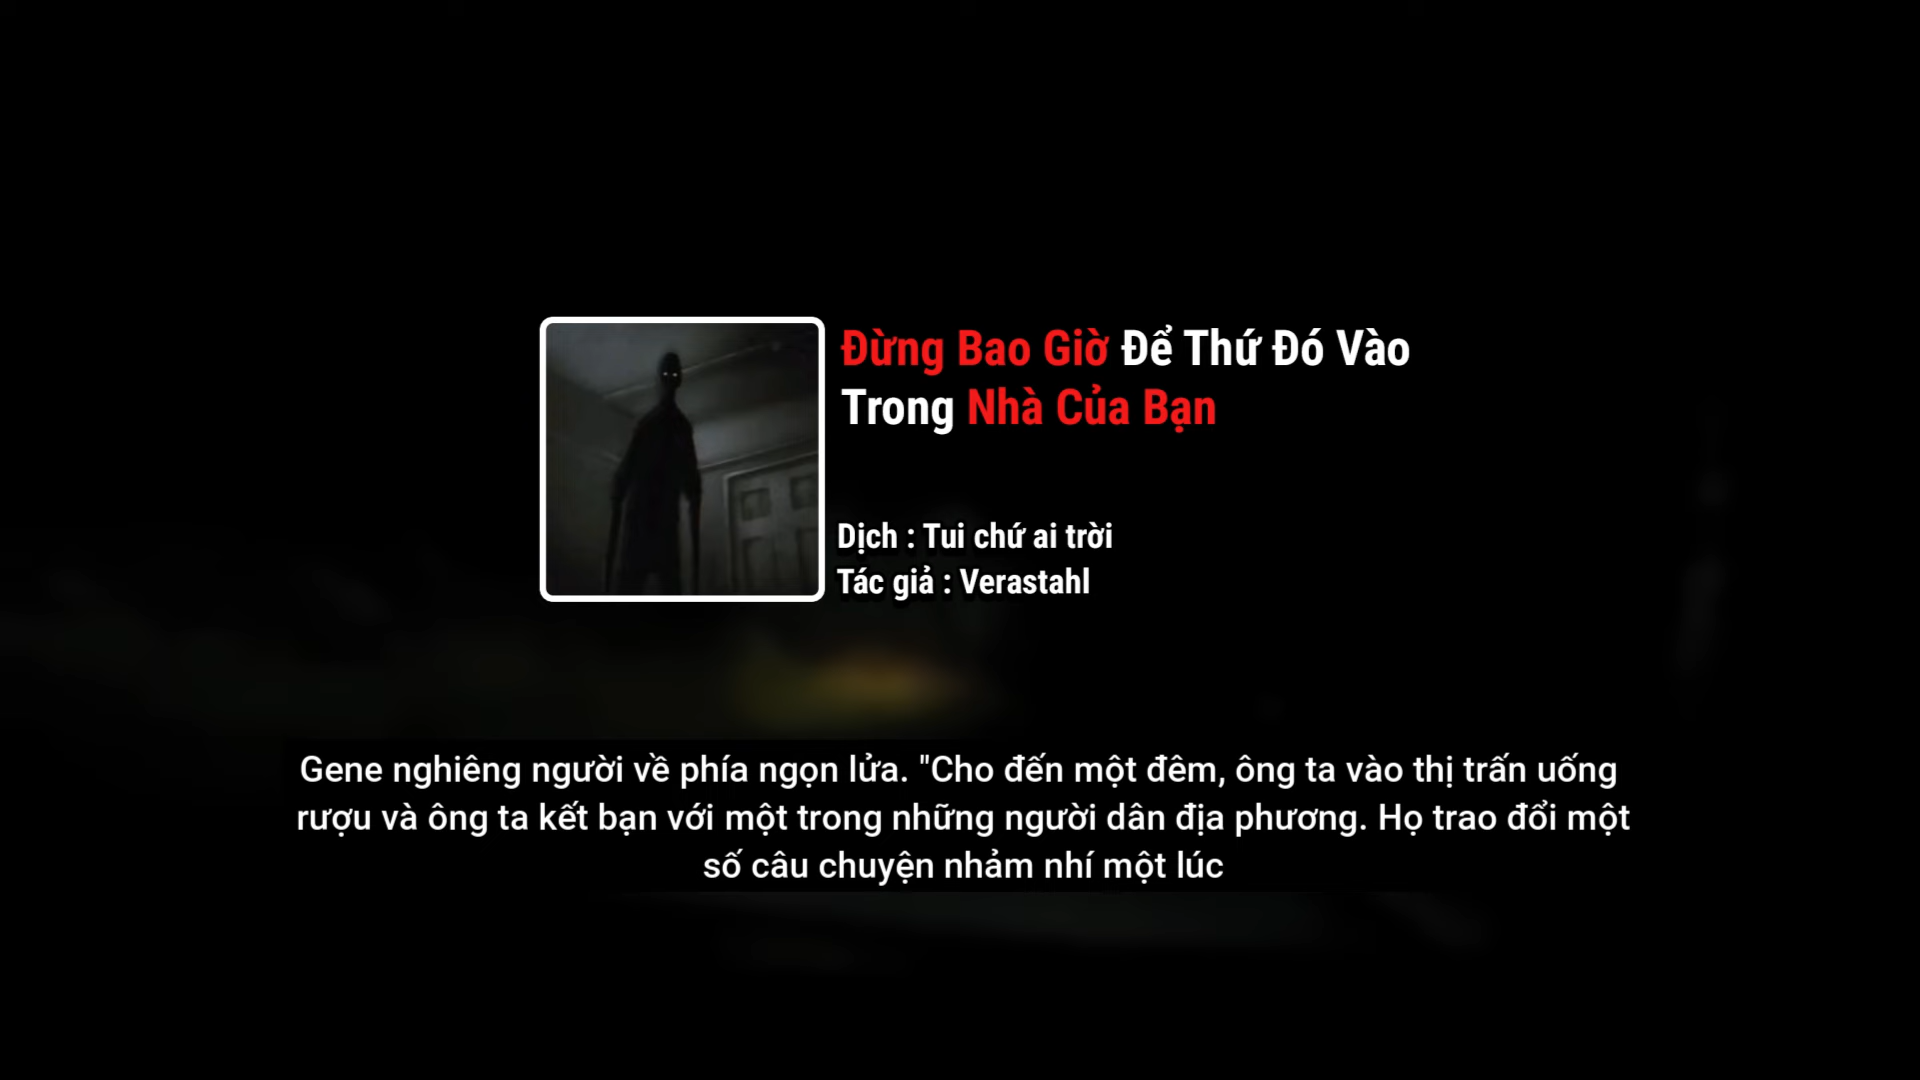 Đừng Bao Giờ Để Thứ Đó Vào
Trong Nhà Của Bạn
Dịch : Tui chứ ai trời
Tác giả : Verastahl
Gene nghiêng người về phía ngọn lửa. "Cho đến một đêm, ông ta vào thị trấn uống
rượu và ông ta kết bạn với một trong những người dân địa phương. Họ trao đổi một
số câu chuyện nhảm nhí một lúc